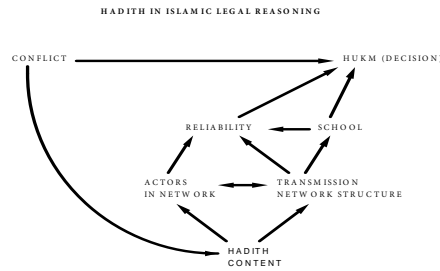 HADITH IN ISLAMIC LEGAL REASONING
CONFLICT
HUKM (DECISION)
RELIABILITY
SCHOOL
ACTORS
IN NETWORK
TRANSMISSION
NETWORK STRUCTURE
HADITH
CONTENT